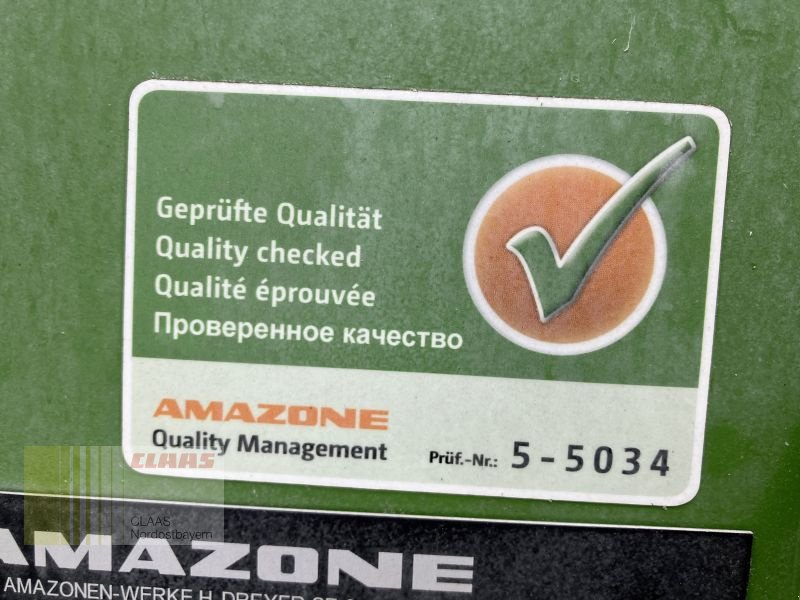 Geprüfte Qualität
Quality checked
Qualité éprouvée
Проверенное качество
AMAZONE
Quality Management
Prüf.-Nr.: 5-5034
CLAAS
CLAAS
Nordostbayern
AMAZONE
AMAZONEN-WERKE H. DREYER